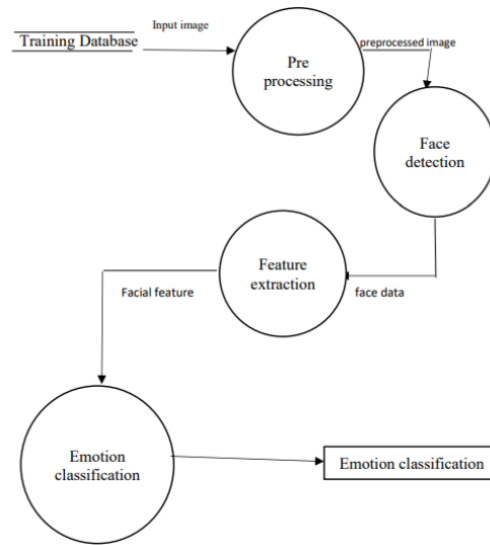 Training Database
Input image
Pre
processing
preprocessed image
Face
detection
Feature
extraction
face data
Facial feature
Emotion
classification
Emotion classification